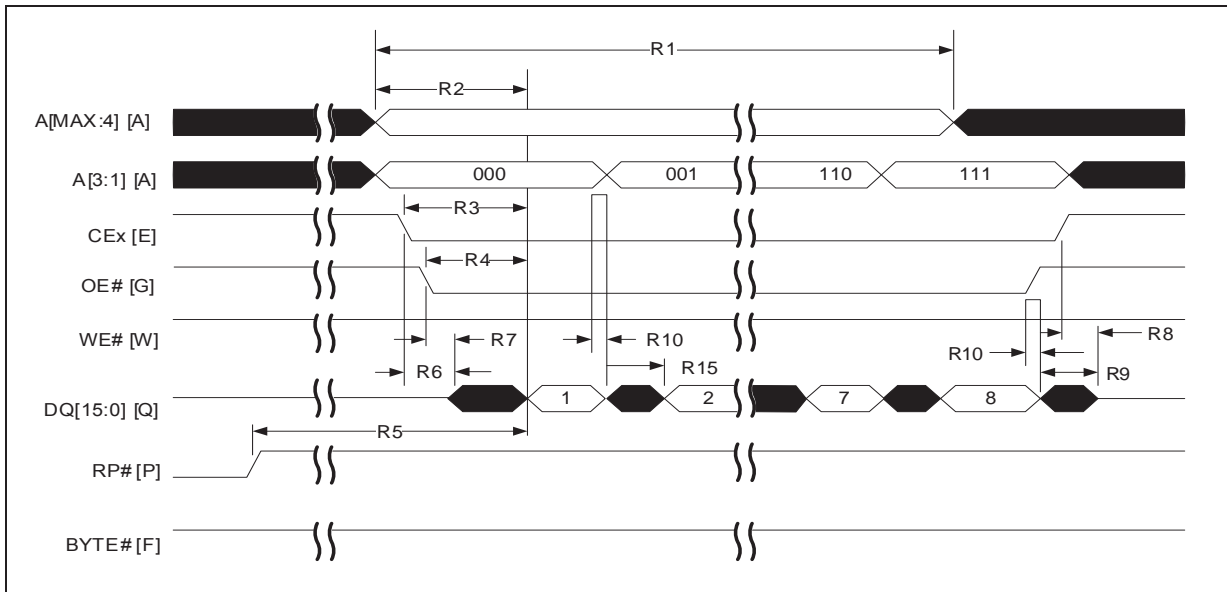 R1
R2
A[MAX:4] [A]
A[3:1] [A]
000
001
110
111
R3
CEx [E]
R4
OE# [G]
WE# [W]
R7
R10
R8
R10
R6
R15
R9
DQ[15:0] [Q]
1
2
7
8
R5
RP# [P]
BYTE# [F]